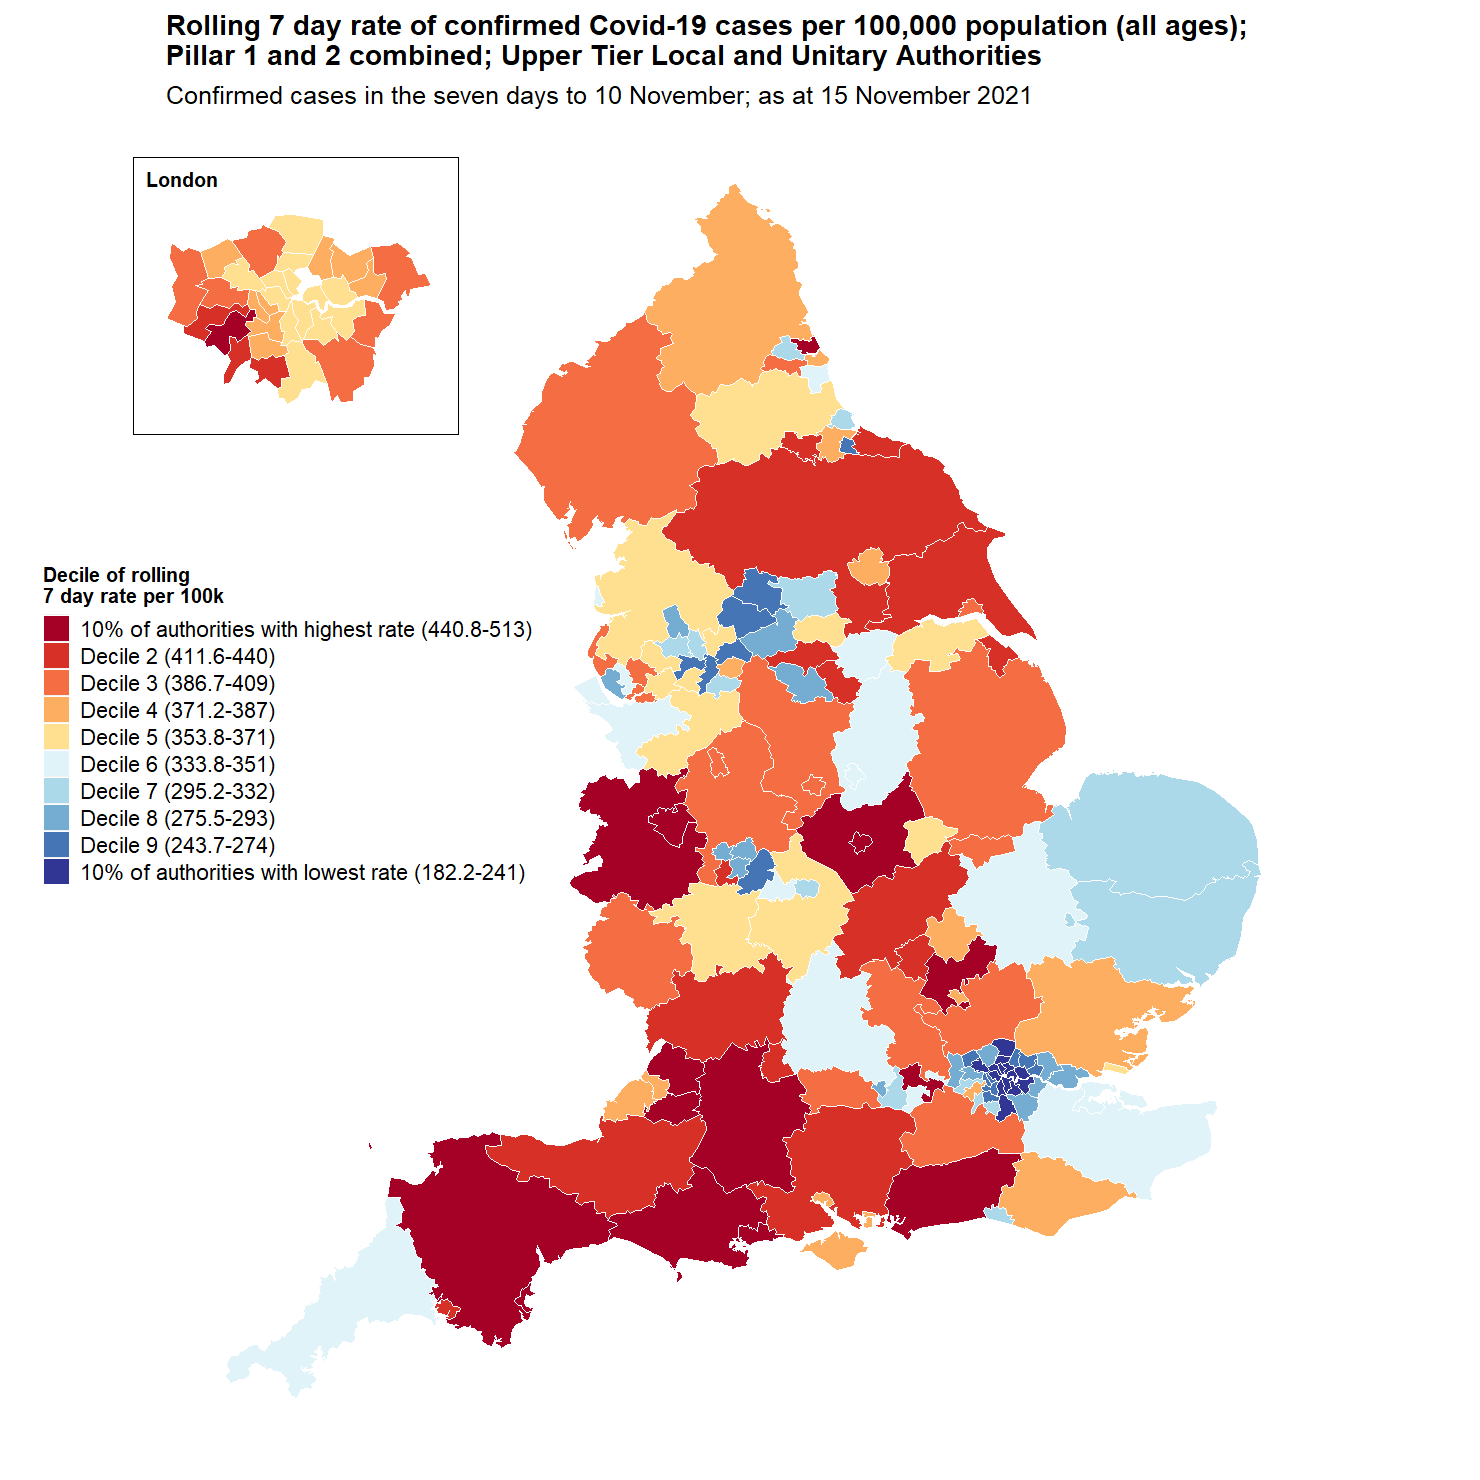 Rolling 7 day rate of confirmed Covid-19 cases per 100,000 population (all ages);
Pillar 1 and 2 combined; Upper Tier Local and Unitary Authorities
Confirmed cases in the seven days to 10 November; as at 15 November 2021
London
Decile of rolling
7 day rate per 100k
10% of authorities with highest rate (440.8-513)
Decile 2 (411.6-440)
Decile 3 (386.7-409)
Decile 4 (371.2-387)
Decile 5 (353.8-371)
Decile 6 (333.8-351)
Decile 7 (295.2-332)
Decile 8 (275.5-293)
Decile 9 (243.7-274)
10% of authorities with lowest rate (182.2-241)